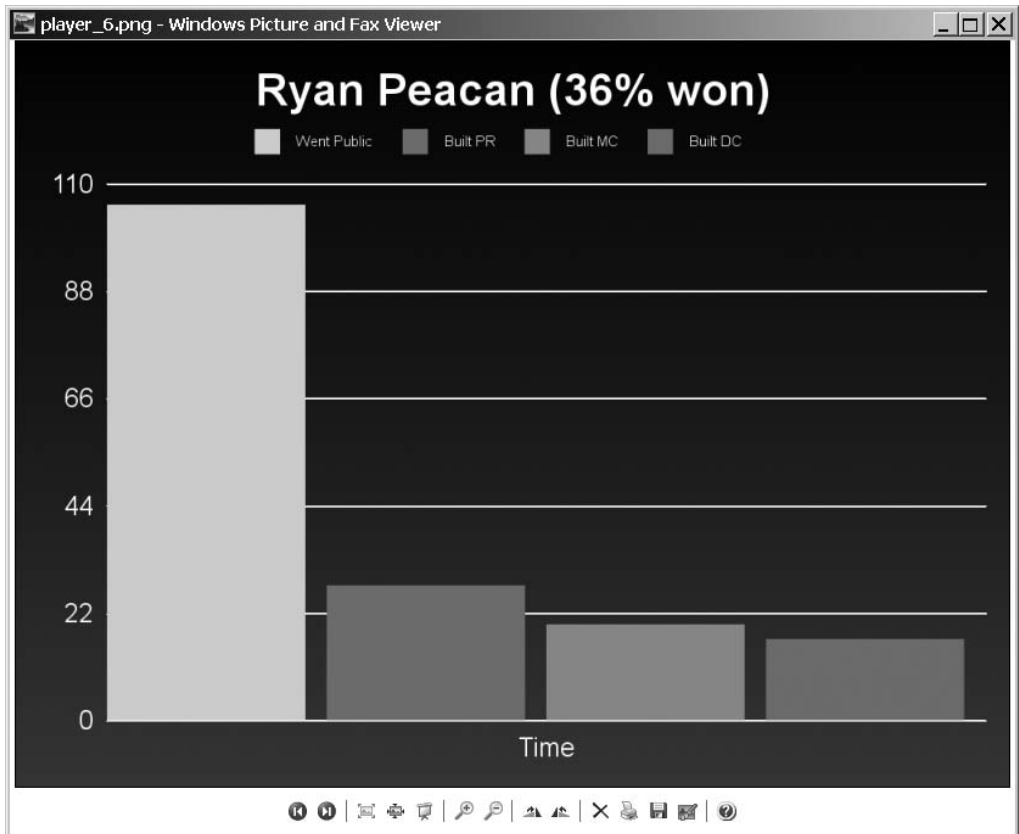 player_6.png - Windows Picture and Fax Viewer
Ryan Peacan (36% won)
Went Public Built PR Built MC Built DC
110
88
66
44
22
0
Time